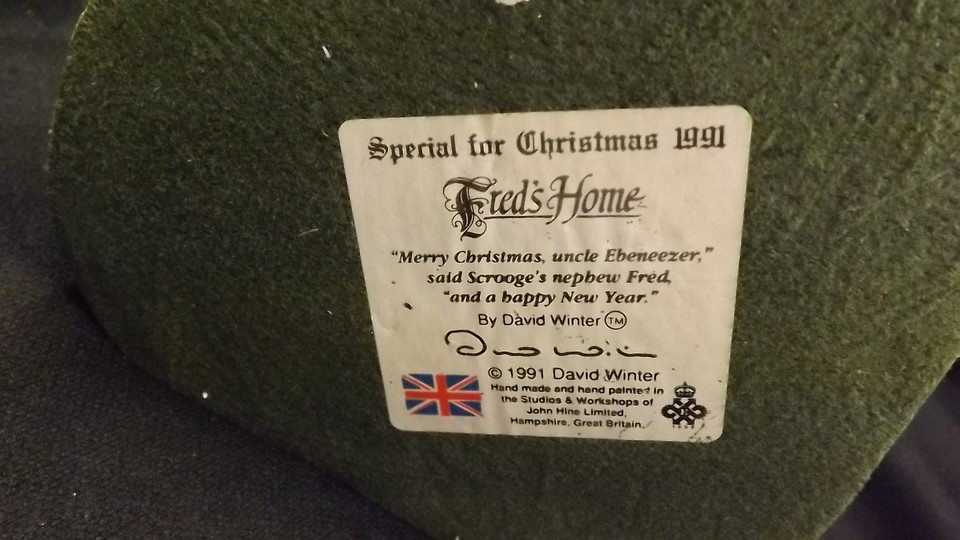 Special for Christmas 1991
Fred's Home
"Merry Christmas, uncle Ebeneezer,"
said Scrooge's nephew Fred,
"and a happy New Year."
By David Winter TM
© 1991 David Winter
Hand made and hand painted in
the Studios & Workshops of
John Hine Limited,
Hampshire, Great Britain.